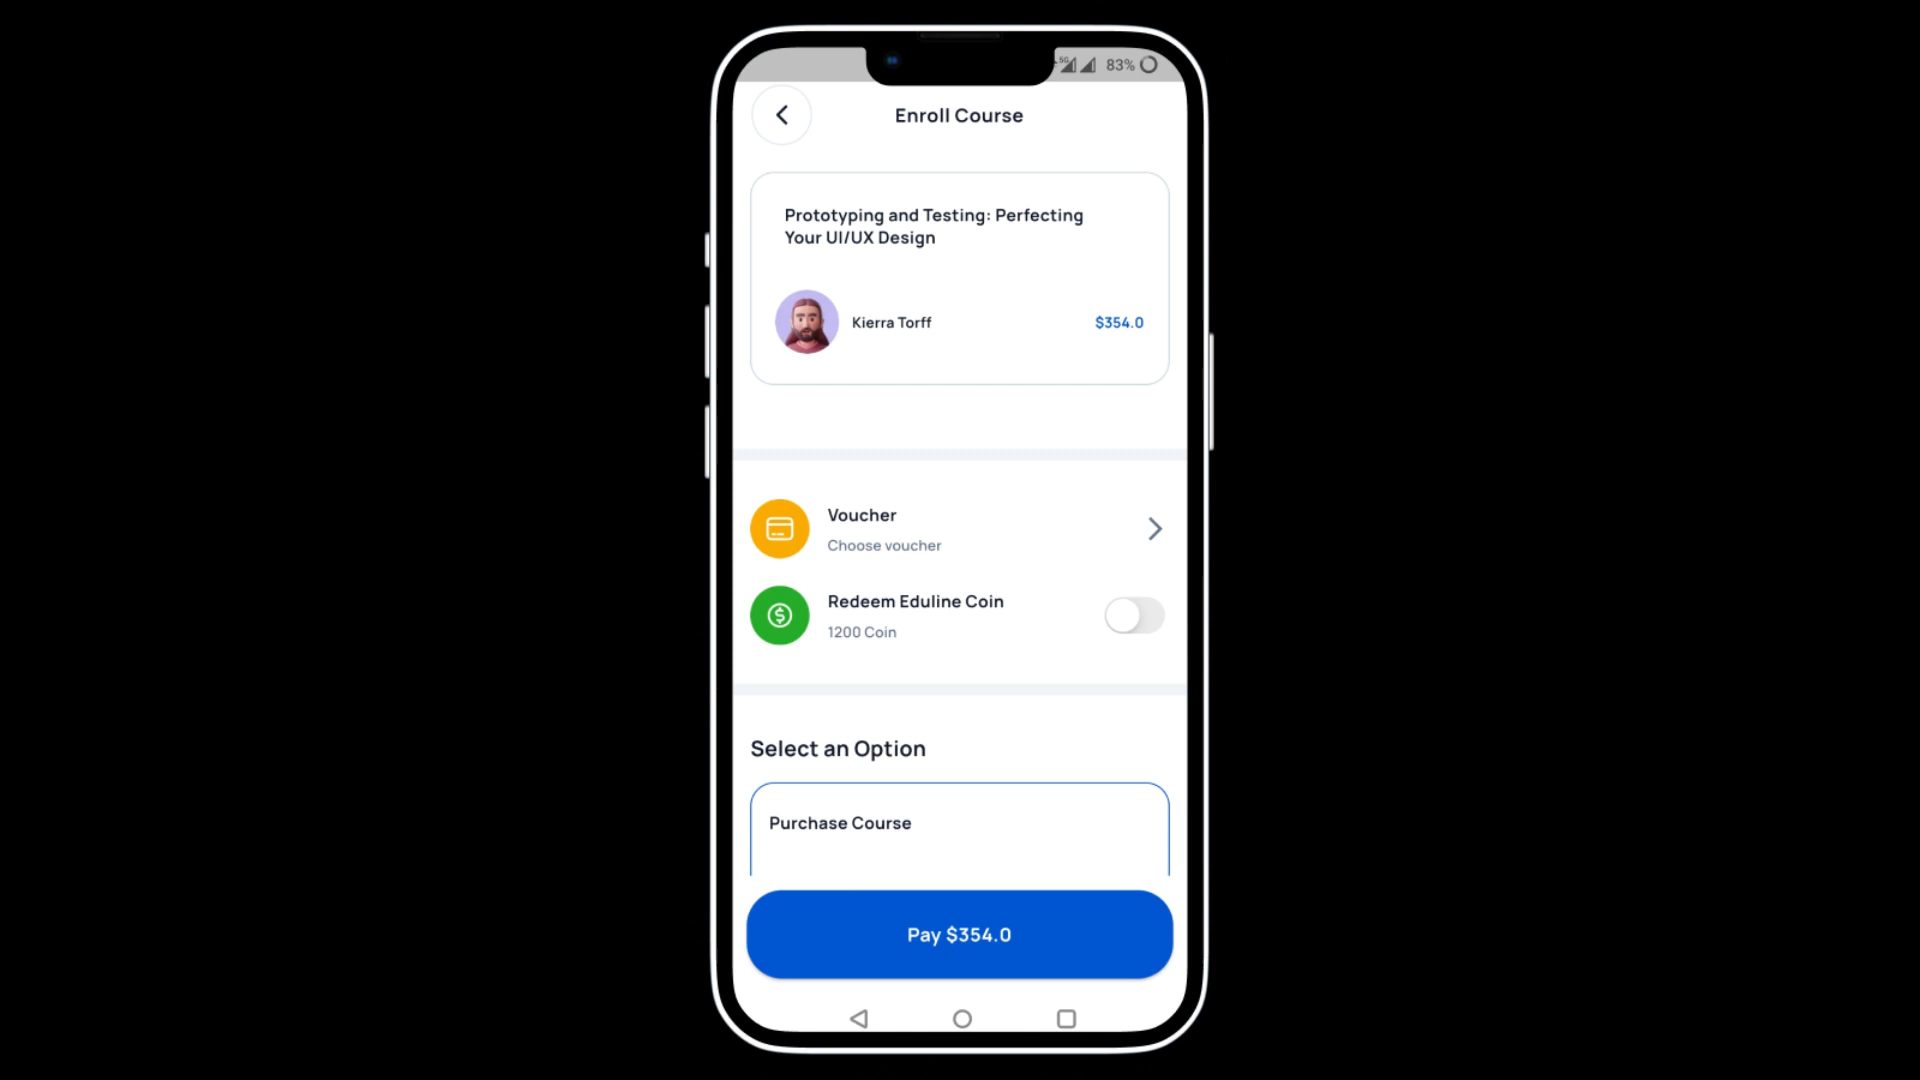 5G 83%
Enroll Course
Prototyping and Testing: Perfecting
Your UI/UX Design
Kierra Torff
$354.0
Voucher
Choose voucher
Redeem Eduline Coin
1200 Coin
Select an Option
Purchase Course
Pay $354.0